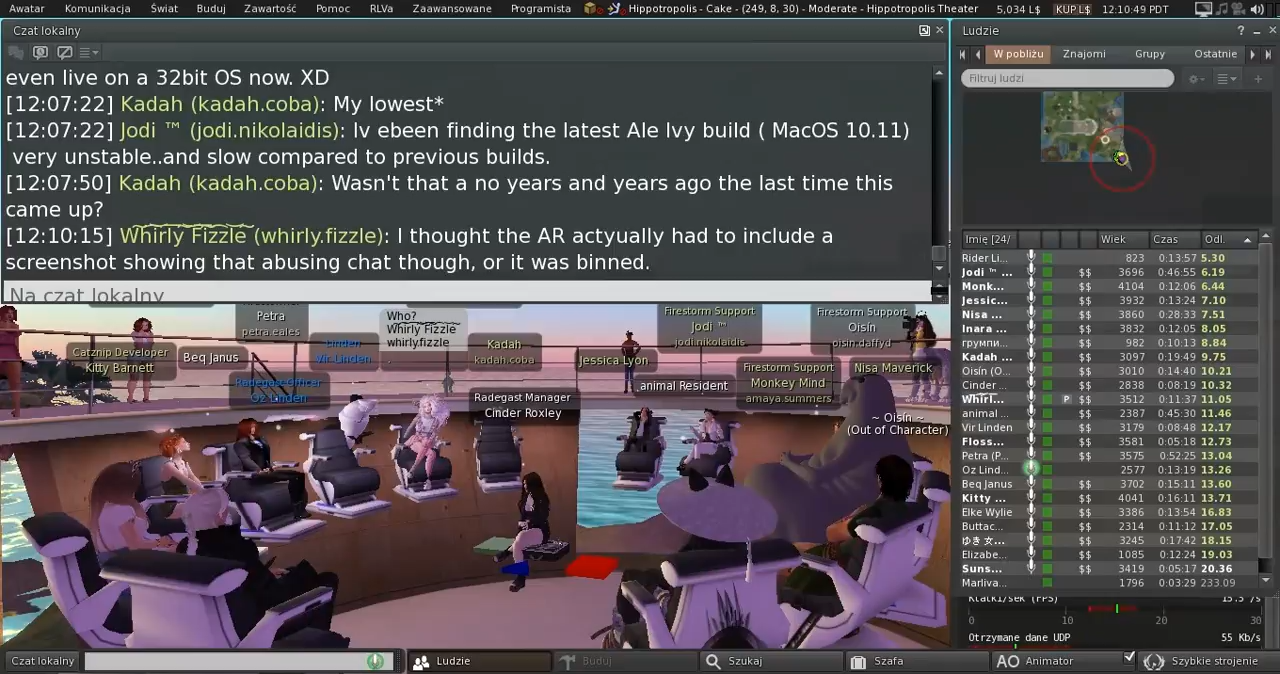 Awatar Komunikacja Świat Buduj Zawartość Pomoc RLVa Zaawansowane Programista Hippotropolis - Cake - (249, 8, 30) - Moderate - Hippotropolis Theater 5,034 L$ KUP L$ 12:10:49 PDT
Czat lokalny
even live on a 32bit OS now. XD
[12:07:22] Kadah (kadah.coba): My lowest*
[12:07:22] Jodi ™ (jodi.nikolaidis): Iv ebeen finding the latest Ale Ivy build ( MacOS 10.11)
very unstable..and slow compared to previous builds.
[12:07:50] Kadah (kadah.coba): Wasn't that a no years and years ago the last time this
came up?
[12:10:15] Whirly Fizzle (whirly.fizzle): I thought the AR actyually had to include a
screenshot showing that abusing chat though, or it was binned.
Na czat lokalny
Petra
petra.eales
Linden
Vir Linden
Who?
Whirly Fizzle
whirly.fizzle
Kadah
kadah.coba
Firestorm Support
Jodi ™
jodi.nikolaidis
Firestorm Support
Oisín
oisin.daffyd
Catznip Developer
Kitty Barnett
Beq Janus
Radegast Officer
Oz Linden
Jessica Lyon
Radegast Manager
Cinder Roxley
animal Resident
Firestorm Support
Monkey Mind
amaya.summers
Nisa Maverick
~ Oisín ~
(Out of Character)
Ludzie
W pobliżu Znajomi Grupy Ostatnie
Filtruj ludzi
Imię [24/ Wiek Czas Odl.
Rider Li... 823 0:13:57 5.30
Jodi ™ ... $$ 3696 0:46:55 6.19
Monk... $$ 4104 0:12:06 6.44
Jessic... $$ 3932 0:13:24 7.10
Nisa ... $$ 3860 0:28:33 7.51
Inara ... $$ 3832 0:12:05 8.05
групми... $$ 982 0:10:13 8.84
Kadah ... $$ 3097 0:19:49 9.75
Oisín (O... $$ 3010 0:14:40 10.21
Cinder ... $$ 2838 0:08:19 10.32
Whirl... P $$ 3512 0:11:37 11.05
animal ... $$ 2387 0:45:30 11.46
Vir Linden 3179 0:08:48 12.17
Floss... $$ 3581 0:05:18 12.73
Petra (P... $$ 3575 0:52:25 13.04
Oz Lind... 2577 0:13:19 13.26
Beq Janus $$ 3702 0:15:11 13.60
Kitty ... $$ 4041 0:16:11 13.71
Elke Wylie $$ 3386 0:13:54 16.83
Buttac... $$ 2314 0:11:12 17.05
ゆき 女... $$ 3245 0:17:42 18.15
Elizabe... $$ 1085 0:12:24 19.03
Suns... $$ 3419 0:05:17 20.36
Marliva... 1796 0:03:29 233.09
Klatki/sek (FPS) 15.5 /s
0 10 20 30
Otrzymane dane UDP 55 Kb/s
Czat lokalny Ludzie Buduj Szukaj Szafa AO Animator Szybkie strojenie